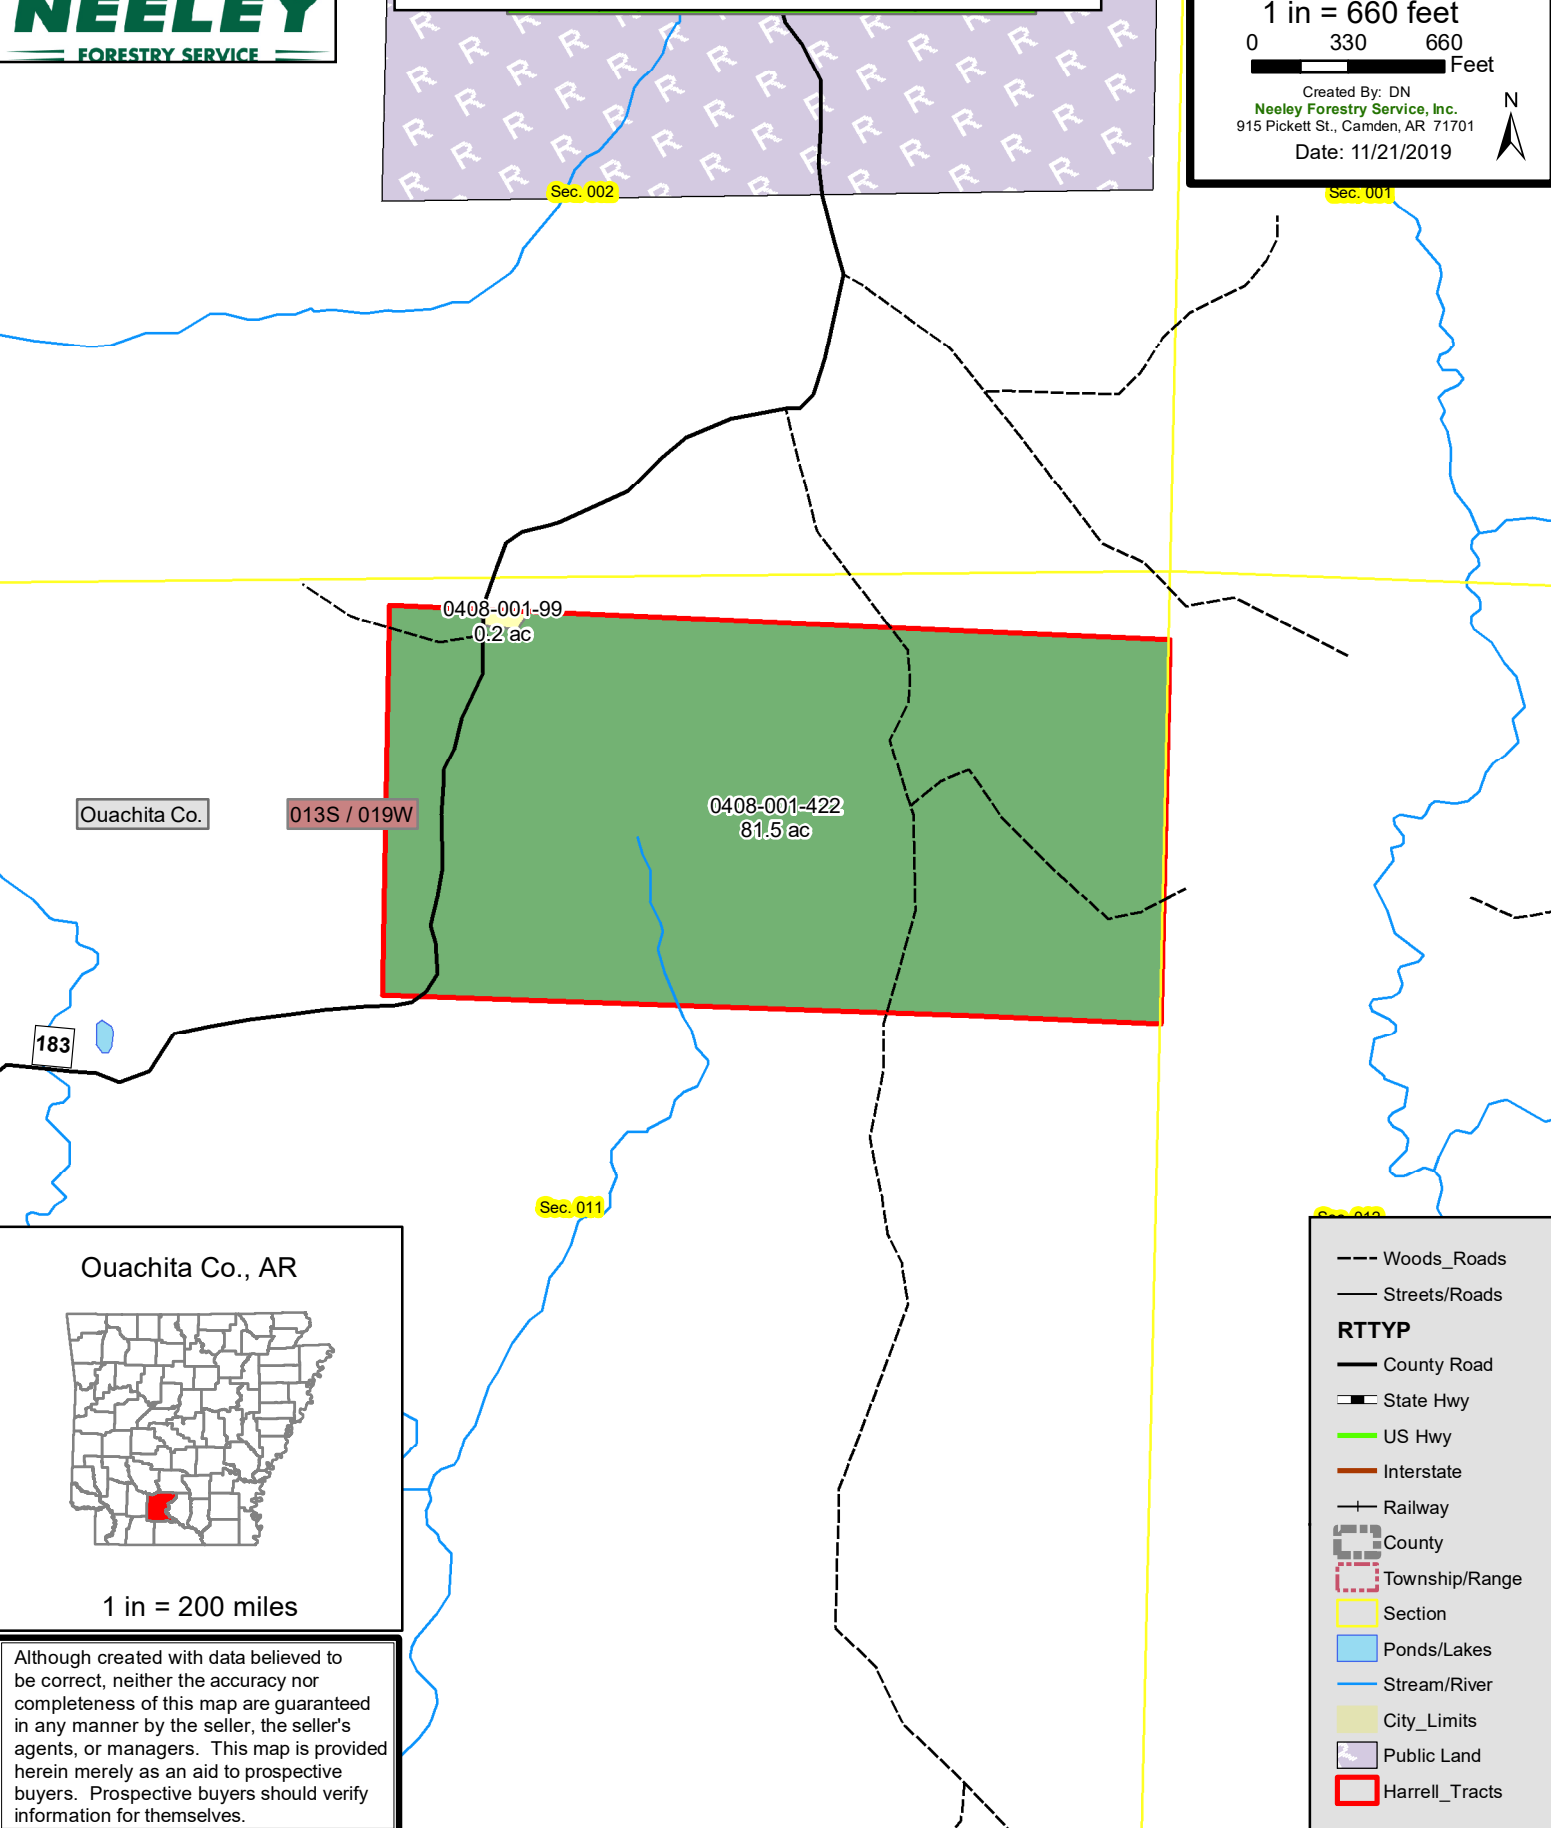 NEELEY
FORESTRY SERVICE
1 in = 660 feet
0 330 660
Feet
Created By: DN
Neeley Forestry Service, Inc.
915 Pickett St., Camden, AR 71701
Date: 11/21/2019
N
Sec. 002
Sec. 001
0408-001-99
0.2 ac
0408-001-422
81.5 ac
Ouachita Co.
013S / 019W
183
Sec. 011
Ouachita Co., AR
1 in = 200 miles
Although created with data believed to
be correct, neither the accuracy nor
completeness of this map are guaranteed
in any manner by the seller, the seller's
agents, or managers. This map is provided
herein merely as an aid to prospective
buyers. Prospective buyers should verify
information for themselves.
Woods_Roads
Streets/Roads
RTTYP
County Road
State Hwy
US Hwy
Interstate
Railway
County
Township/Range
Section
Ponds/Lakes
Stream/River
City_Limits
Public Land
Harrell_Tracts